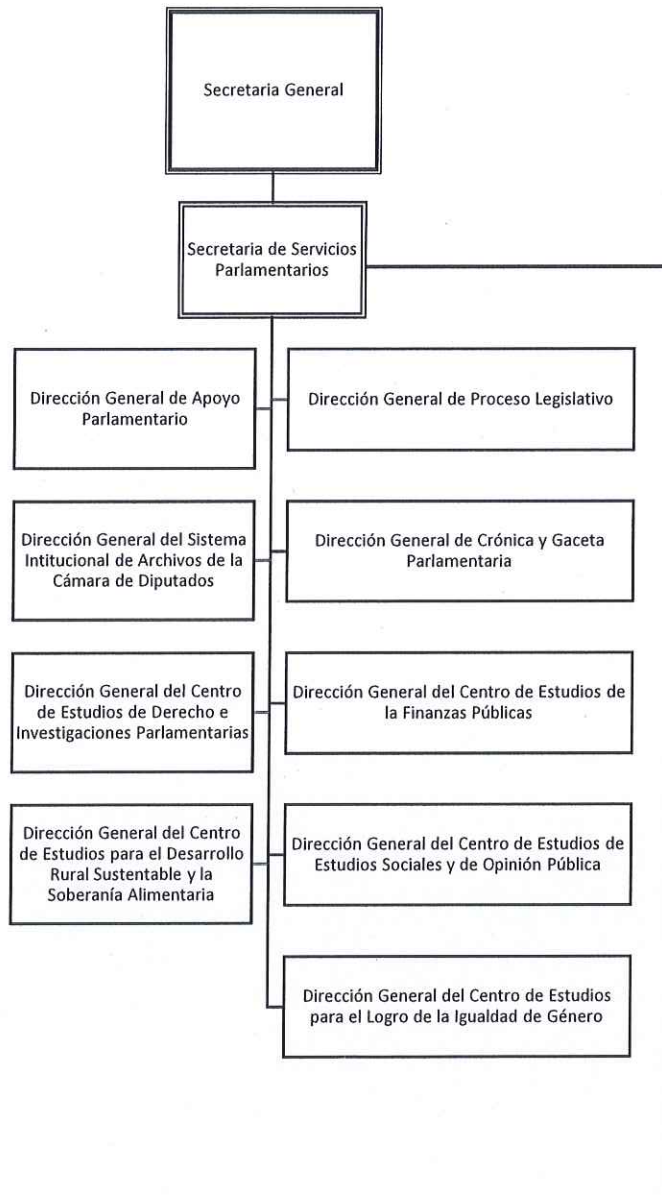 Secretaria General
Secretaria de Servicios
Parlamentarios
Dirección General de Apoyo
Parlamentario
Dirección General de Proceso Legislativo
Dirección General del Sistema
Intitucional de Archivos de la
Cámara de Diputados
Dirección General de Crónica y Gaceta
Parlamentaria
Dirección General del Centro
de Estudios de Derecho e
Investigaciones Parlamentarias
Dirección General del Centro de Estudios de
la Finanzas Públicas
Dirección General del Centro
de Estudios para el Desarrollo
Rural Sustentable y la
Soberanía Alimentaria
Dirección General del Centro de Estudios de
Estudios Sociales y de Opinión Pública
Dirección General del Centro de Estudios
para el Logro de la Igualdad de Género